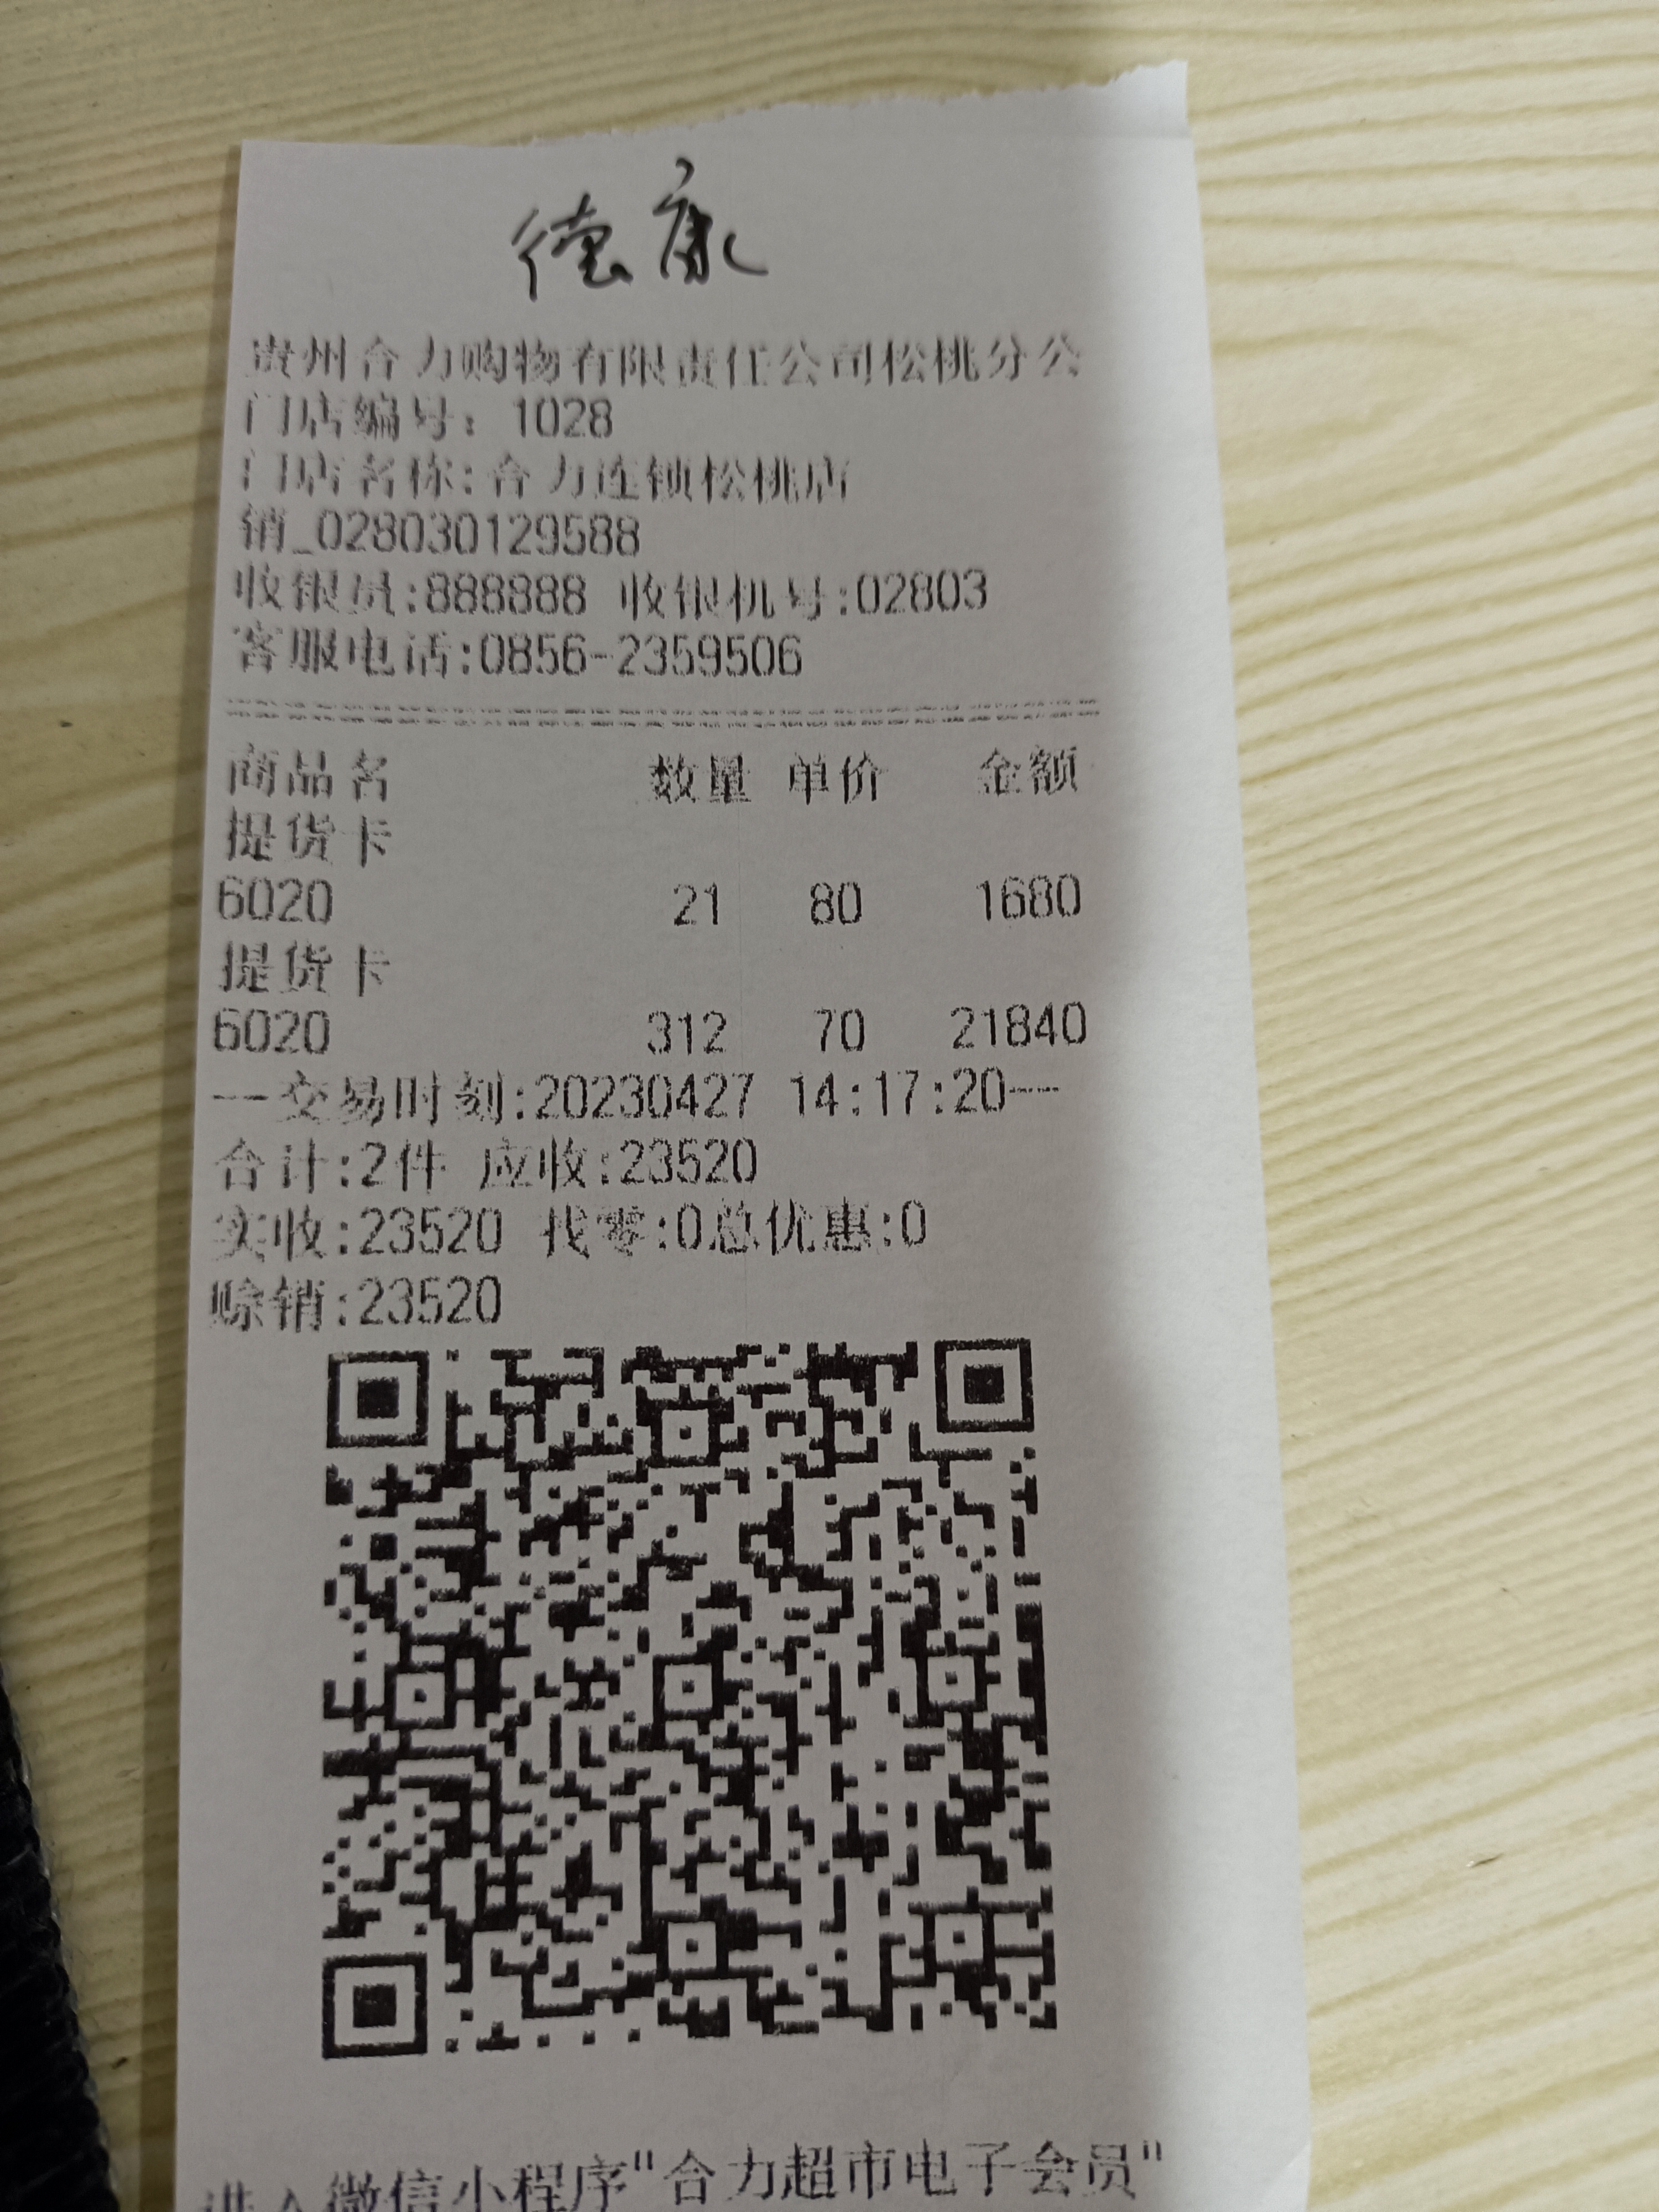 德康
贵州合力购物有限责任公司松桃分公
门店编号: 1028
门店名称:合力连锁松桃店
销_028030129588
收银员:888888 收银机号:02803
客服电话:0856-2359506
商品名 数量 单价 金额
提货卡
6020 21 80 1680
提货卡
6020 312 70 21840
--交易时刻:20230427 14:17:20--
合计:2件 应收:23520
实收:23520 找零:0总优惠:0
赊销:23520
进入微信小程序"合力超市电子会员"